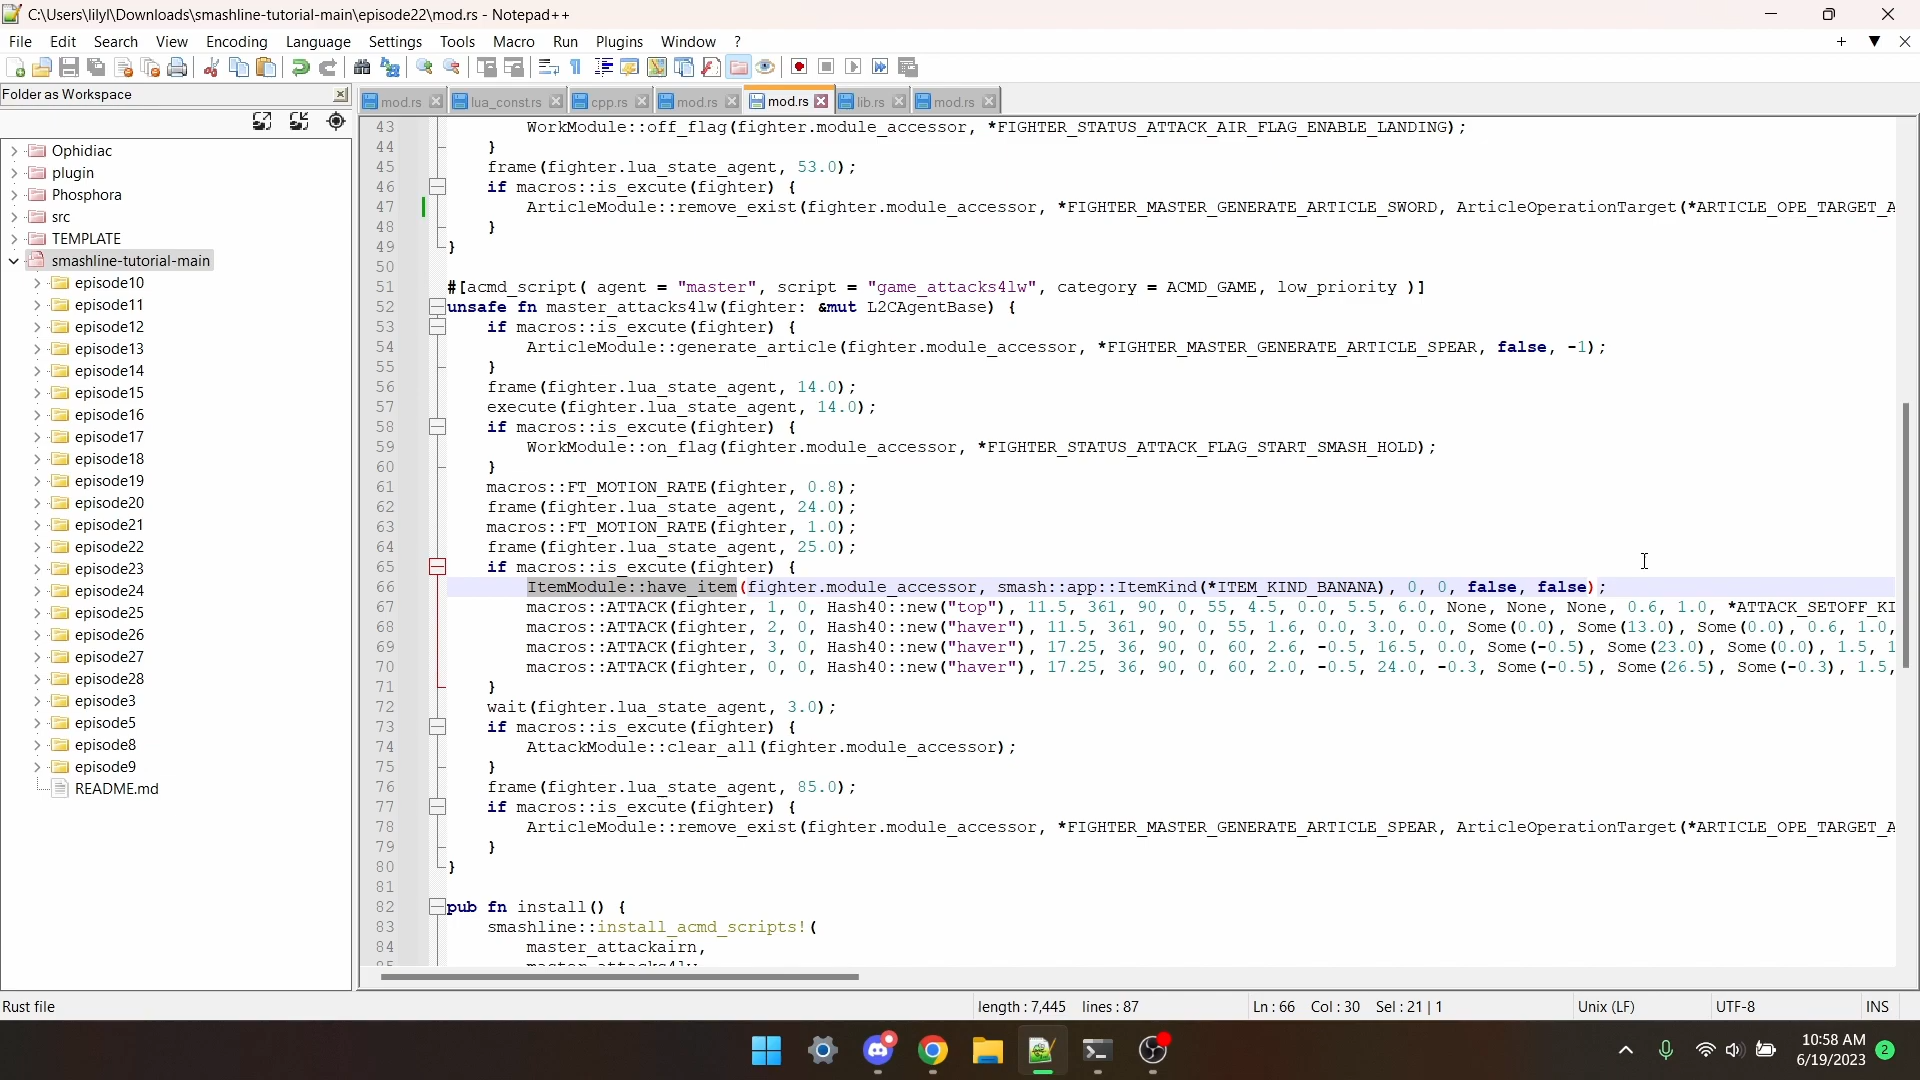 C:\Users\lilyl\Downloads\smashline-tutorial-main\episode22\mod.rs - Notepad++
File Edit Search View Encoding Language Settings Tools Macro Run Plugins Window ?
Folder as Workspace
mod.rs lua_const.rs cpp.rs mod.rs mod.rs lib.rs mod.rs
Ophidiac
plugin
Phosphora
src
TEMPLATE
smashline-tutorial-main
episode10
episode11
episode12
episode13
episode14
episode15
episode16
episode17
episode18
episode19
episode20
episode21
episode22
episode23
episode24
episode25
episode26
episode27
episode28
episode3
episode5
episode8
episode9
README.md
43 WorkModule::off_flag(fighter.module_accessor, *FIGHTER_STATUS_ATTACK_AIR_FLAG_ENABLE_LANDING);
44 }
45 frame(fighter.lua_state_agent, 53.0);
46 if macros::is_excute(fighter) {
47 ArticleModule::remove_exist(fighter.module_accessor, *FIGHTER_MASTER_GENERATE_ARTICLE_SWORD, ArticleOperationTarget(*ARTICLE_OPE_TARGET_A
48 }
49 }
50
51 #[acmd_script( agent = "master", script = "game_attacks4lw", category = ACMD_GAME, low_priority )]
52 unsafe fn master_attacks4lw(fighter: &mut L2CAgentBase) {
53 if macros::is_excute(fighter) {
54 ArticleModule::generate_article(fighter.module_accessor, *FIGHTER_MASTER_GENERATE_ARTICLE_SPEAR, false, -1);
55 }
56 frame(fighter.lua_state_agent, 14.0);
57 execute(fighter.lua_state_agent, 14.0);
58 if macros::is_excute(fighter) {
59 WorkModule::on_flag(fighter.module_accessor, *FIGHTER_STATUS_ATTACK_FLAG_START_SMASH_HOLD);
60 }
61 macros::FT_MOTION_RATE(fighter, 0.8);
62 frame(fighter.lua_state_agent, 24.0);
63 macros::FT_MOTION_RATE(fighter, 1.0);
64 frame(fighter.lua_state_agent, 25.0);
65 if macros::is_excute(fighter) {
66 ItemModule::have_item(fighter.module_accessor, smash::app::ItemKind(*ITEM_KIND_BANANA), 0, 0, false, false);
67 macros::ATTACK(fighter, 1, 0, Hash40::new("top"), 11.5, 361, 90, 0, 55, 4.5, 0.0, 5.5, 6.0, None, None, None, 0.6, 1.0, *ATTACK_SETOFF_KI
68 macros::ATTACK(fighter, 2, 0, Hash40::new("haver"), 11.5, 361, 90, 0, 55, 1.6, 0.0, 3.0, 0.0, Some(0.0), Some(13.0), Some(0.0), 0.6, 1.0,
69 macros::ATTACK(fighter, 3, 0, Hash40::new("haver"), 17.25, 36, 90, 0, 60, 2.6, -0.5, 16.5, 0.0, Some(-0.5), Some(23.0), Some(0.0), 1.5, 1
70 macros::ATTACK(fighter, 0, 0, Hash40::new("haver"), 17.25, 36, 90, 0, 60, 2.0, -0.5, 24.0, -0.3, Some(-0.5), Some(26.5), Some(-0.3), 1.5,
71 }
72 wait(fighter.lua_state_agent, 3.0);
73 if macros::is_excute(fighter) {
74 AttackModule::clear_all(fighter.module_accessor);
75 }
76 frame(fighter.lua_state_agent, 85.0);
77 if macros::is_excute(fighter) {
78 ArticleModule::remove_exist(fighter.module_accessor, *FIGHTER_MASTER_GENERATE_ARTICLE_SPEAR, ArticleOperationTarget(*ARTICLE_OPE_TARGET_A
79 }
80 }
81
82 pub fn install() {
83 smashline::install_acmd_scripts!(
84 master_attackairn,
Rust file length : 7,445 lines : 87 Ln : 66 Col : 30 Sel : 21 | 1 Unix (LF) UTF-8 INS
10:58 AM
6/19/2023
2